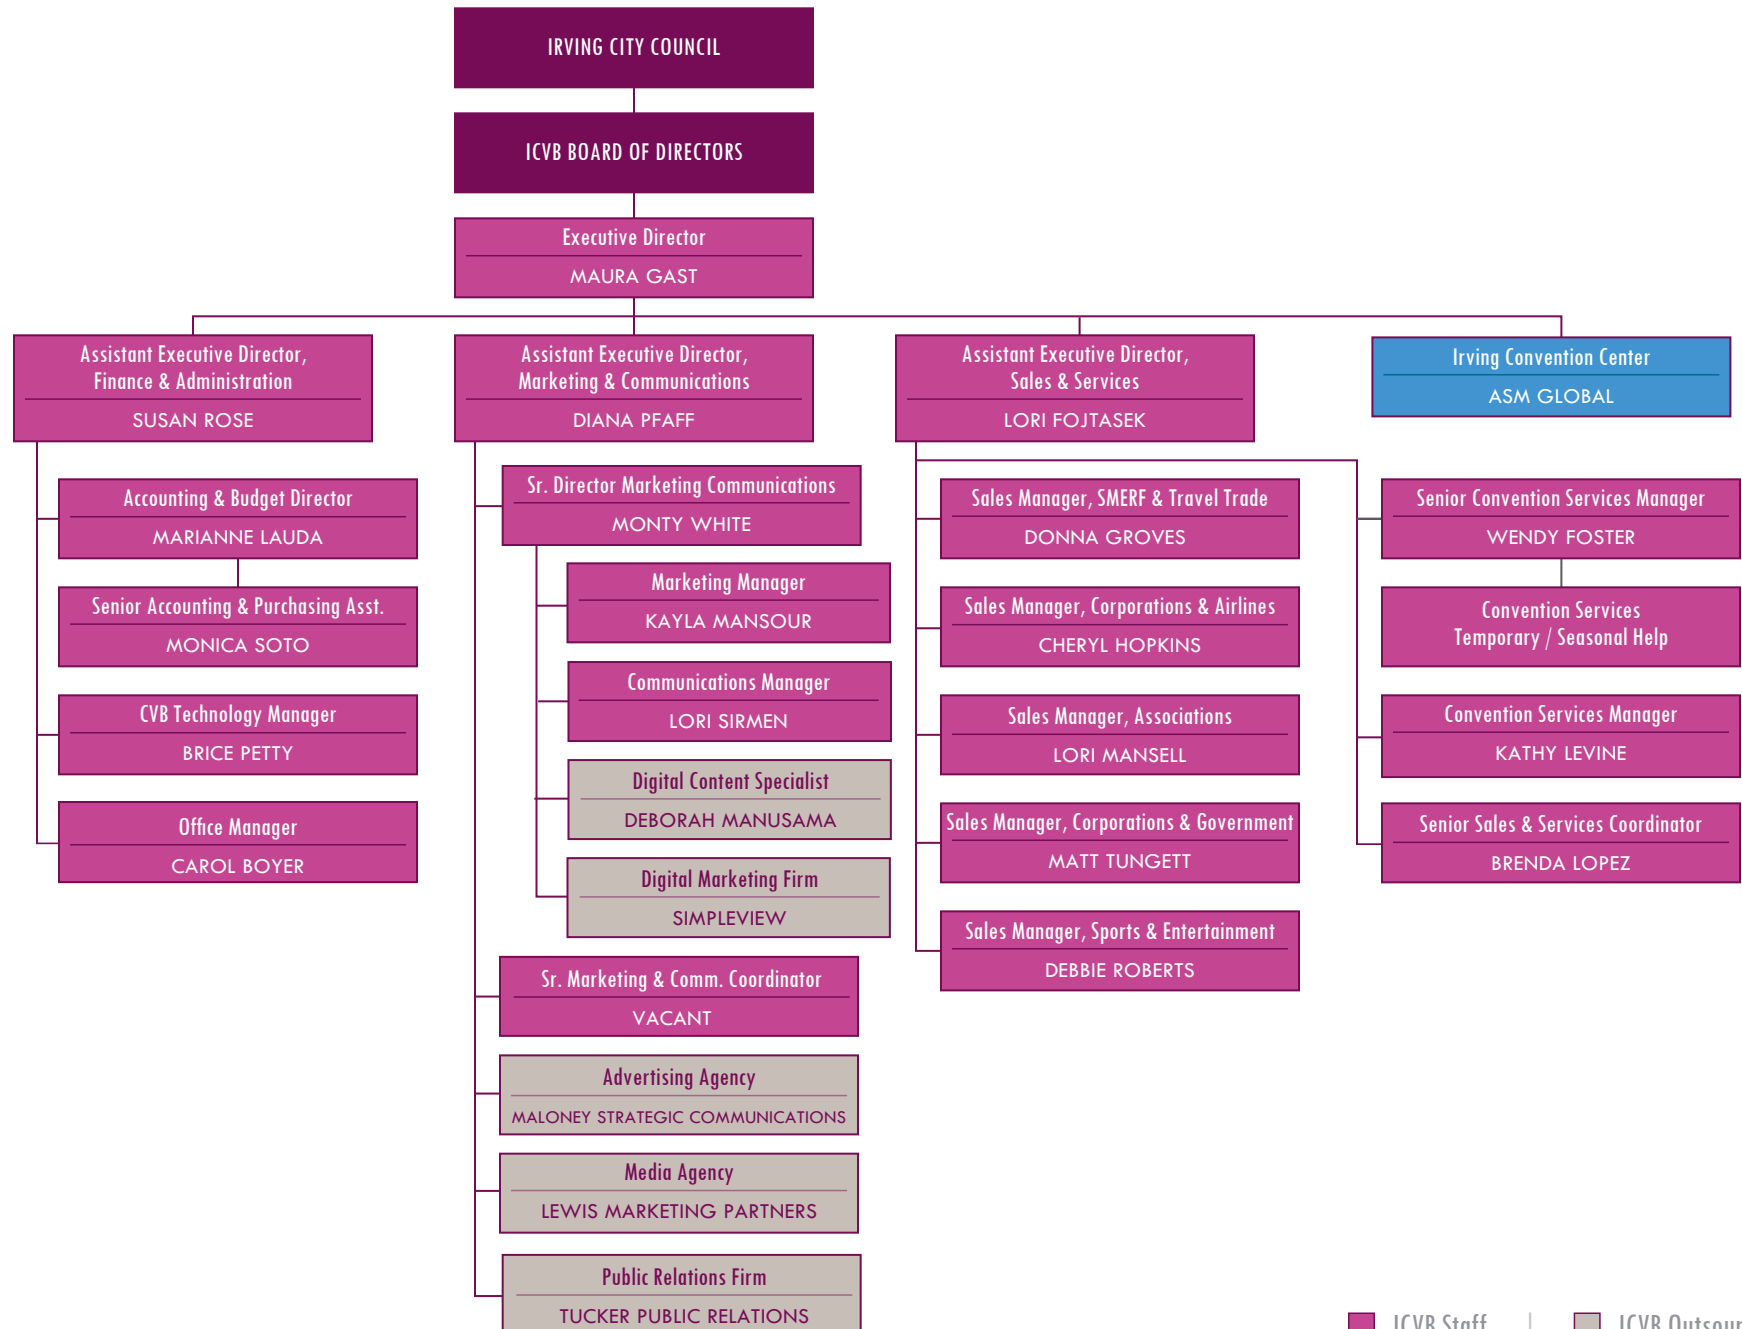 IRVING CITY COUNCIL
ICVB BOARD OF DIRECTORS
Executive Director
MAURA GAST
Assistant Executive Director,
Finance & Administration
SUSAN ROSE
Accounting & Budget Director
MARIANNE LAUDA
Senior Accounting & Purchasing Asst.
MONICA SOTO
CVB Technology Manager
BRICE PETTY
Office Manager
CAROL BOYER
Assistant Executive Director,
Marketing & Communications
DIANA PFAFF
Sr. Director Marketing Communications
MONTY WHITE
Marketing Manager
KAYLA MANSOUR
Communications Manager
LORI SIRMEN
Digital Content Specialist
DEBORAH MANUSAMA
Digital Marketing Firm
SIMPLEVIEW
Sr. Marketing & Comm. Coordinator
VACANT
Advertising Agency
MALONEY STRATEGIC COMMUNICATIONS
Media Agency
LEWIS MARKETING PARTNERS
Public Relations Firm
TUCKER PUBLIC RELATIONS
Assistant Executive Director,
Sales & Services
LORI FOJTASEK
Sales Manager, SMERF & Travel Trade
DONNA GROVES
Sales Manager, Corporations & Airlines
CHERYL HOPKINS
Sales Manager, Associations
LORI MANSELL
Sales Manager, Corporations & Government
MATT TUNGETT
Sales Manager, Sports & Entertainment
DEBBIE ROBERTS
Senior Convention Services Manager
WENDY FOSTER
Convention Services
Temporary / Seasonal Help
Convention Services Manager
KATHY LEVINE
Senior Sales & Services Coordinator
BRENDA LOPEZ
Irving Convention Center
ASM GLOBAL
ICVB Staff
ICVB